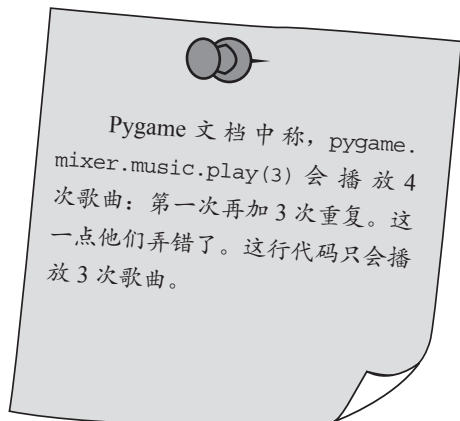 Pygame 文档中称，pygame.
mixer.music.play(3) 会播放 4
次歌曲：第一次再加 3 次重复。这
一点他们弄错了。这行代码只会播
放 3 次歌曲。